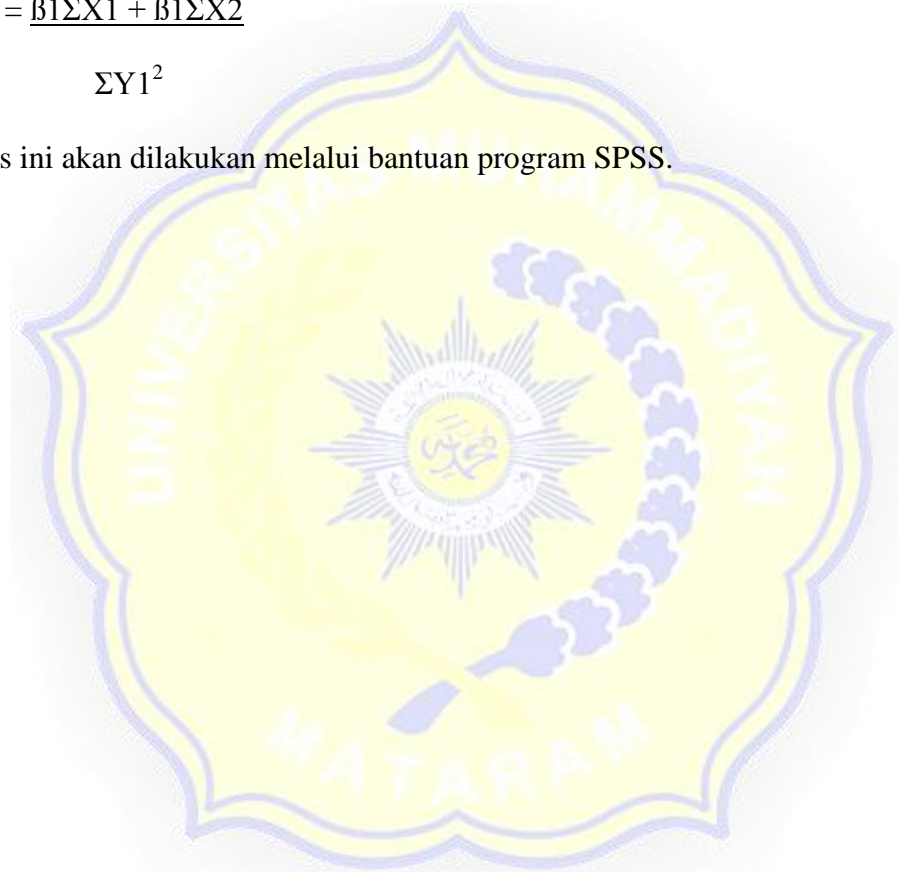 = ß1ΣX1 + ß1ΣX2
ΣY1²
s ini akan dilakukan melalui bantuan program SPSS.
UNIVERSITAS MUHAMMADIYAH
MATARAM